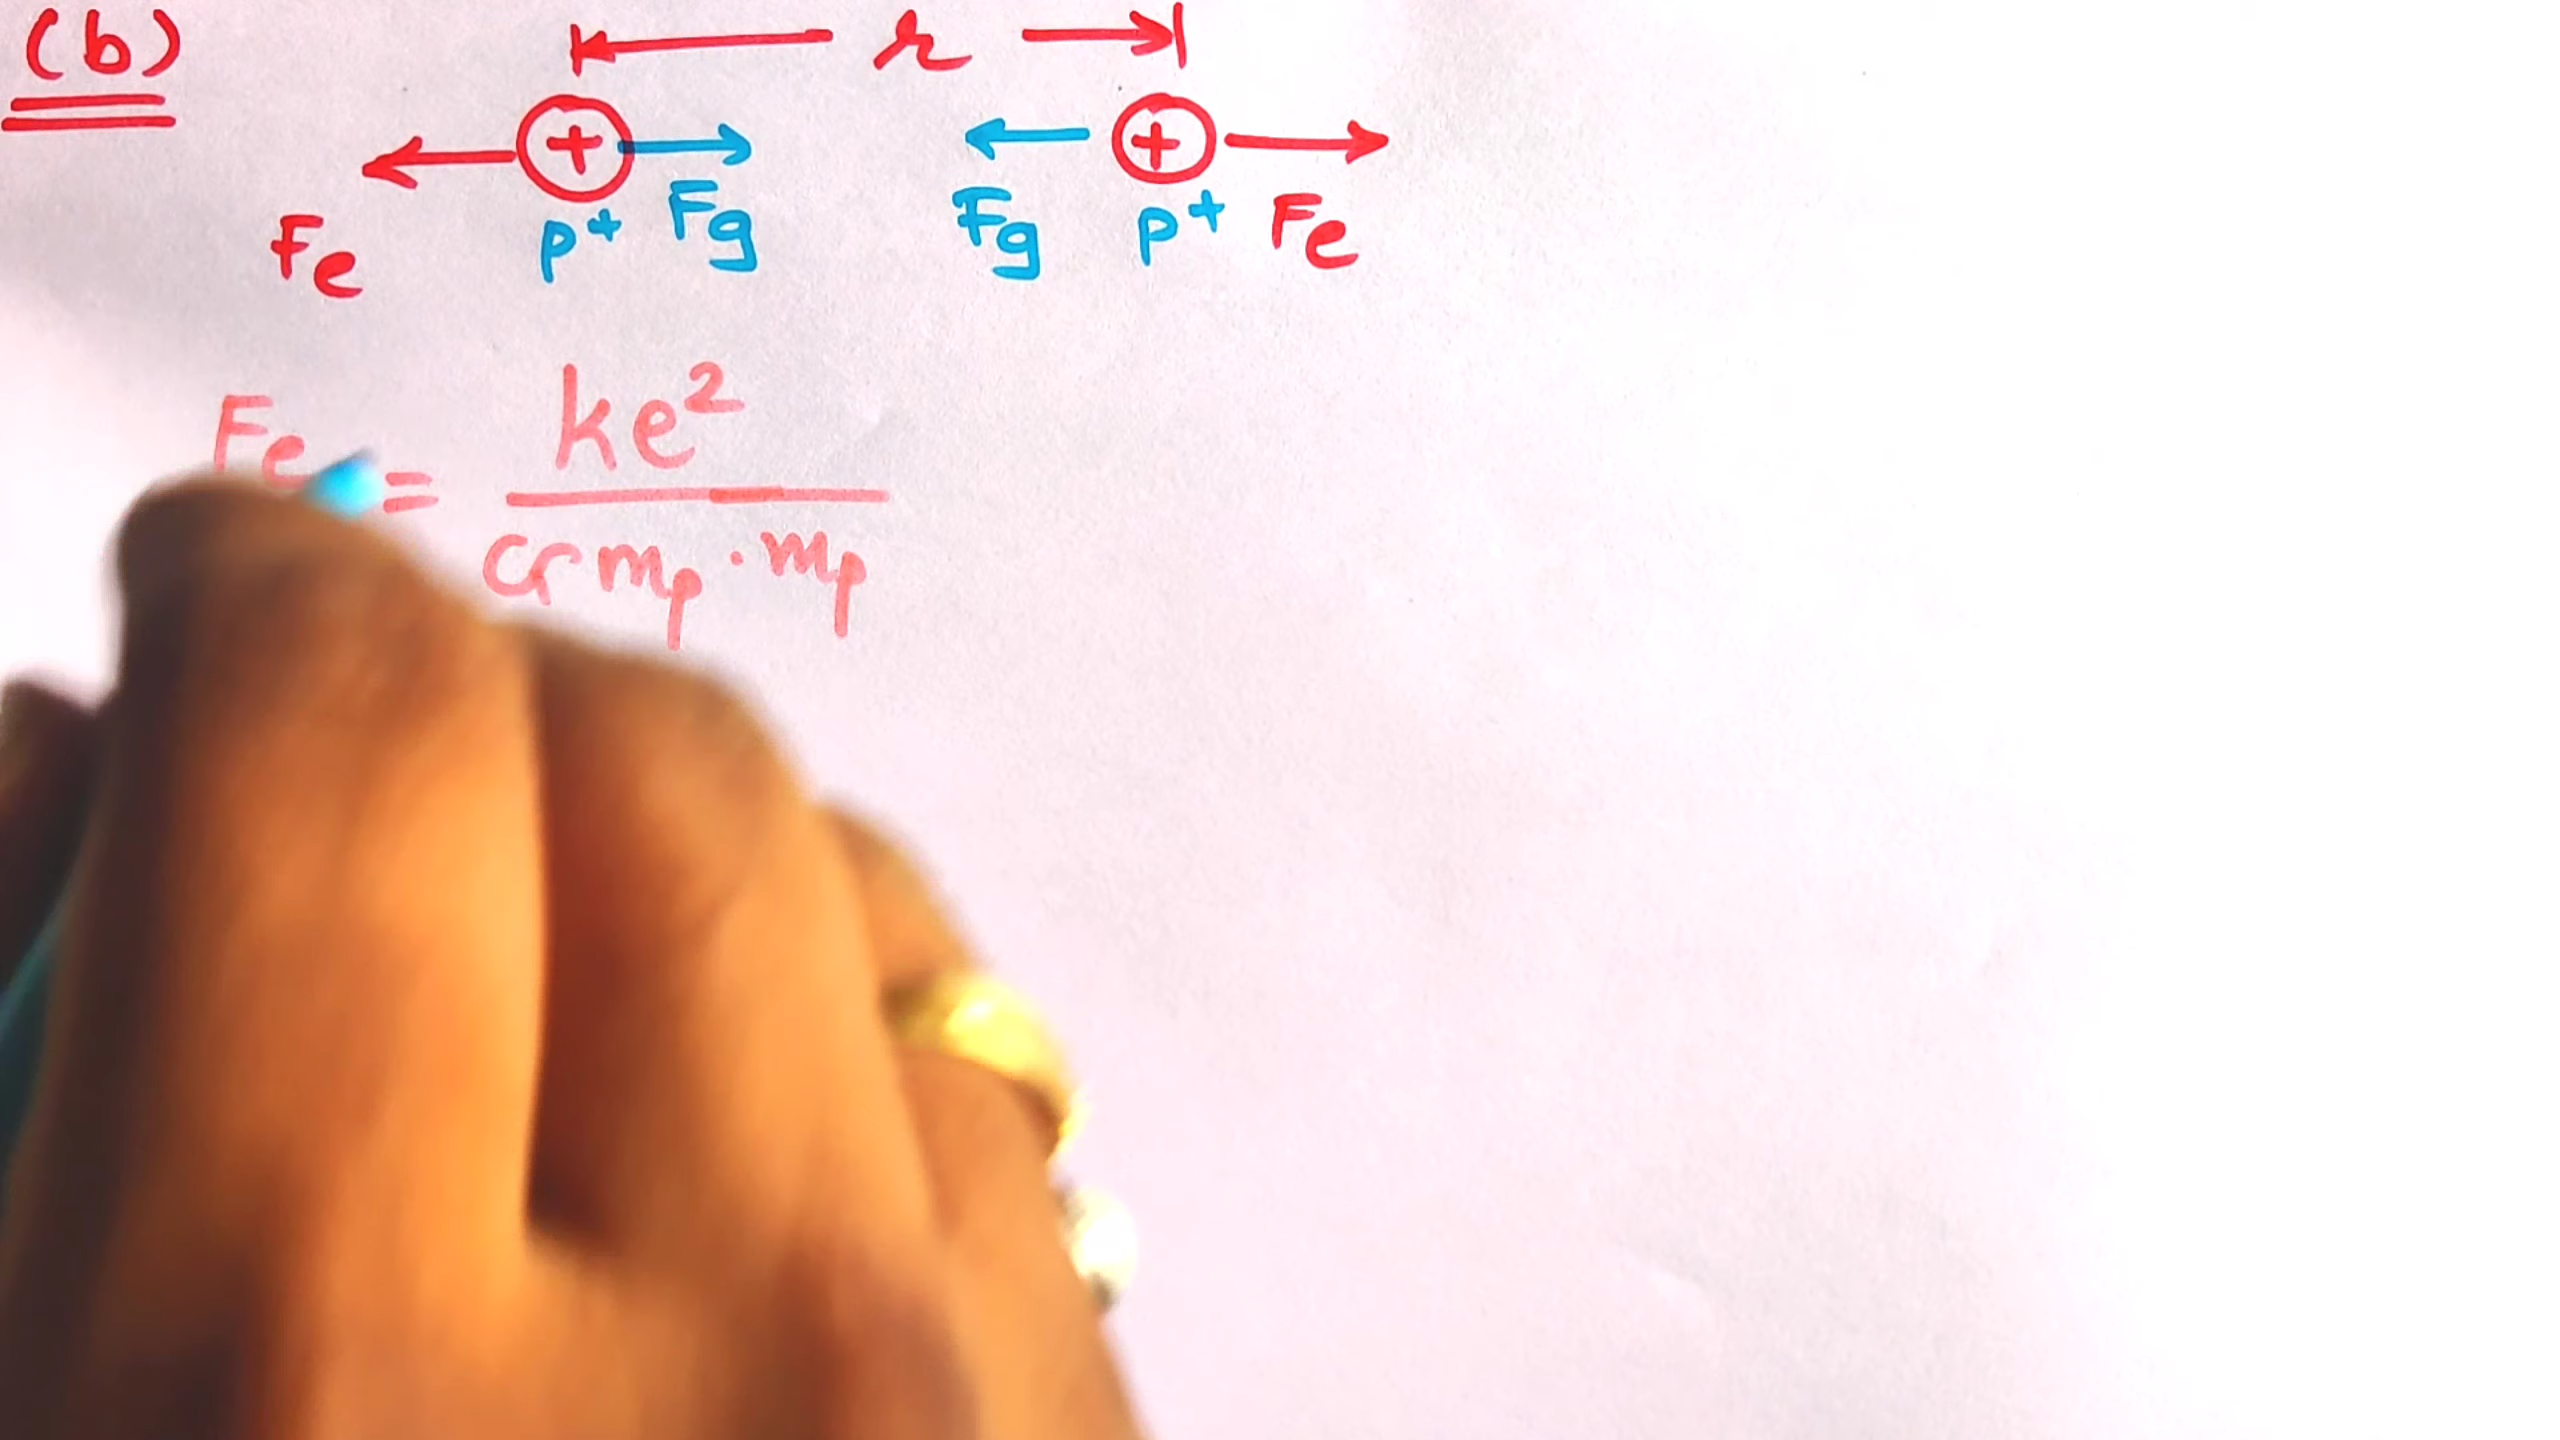 (b) r
+ +
Fe p+ Fg Fg p+ Fe
Fe = ke²
Gmp · mp